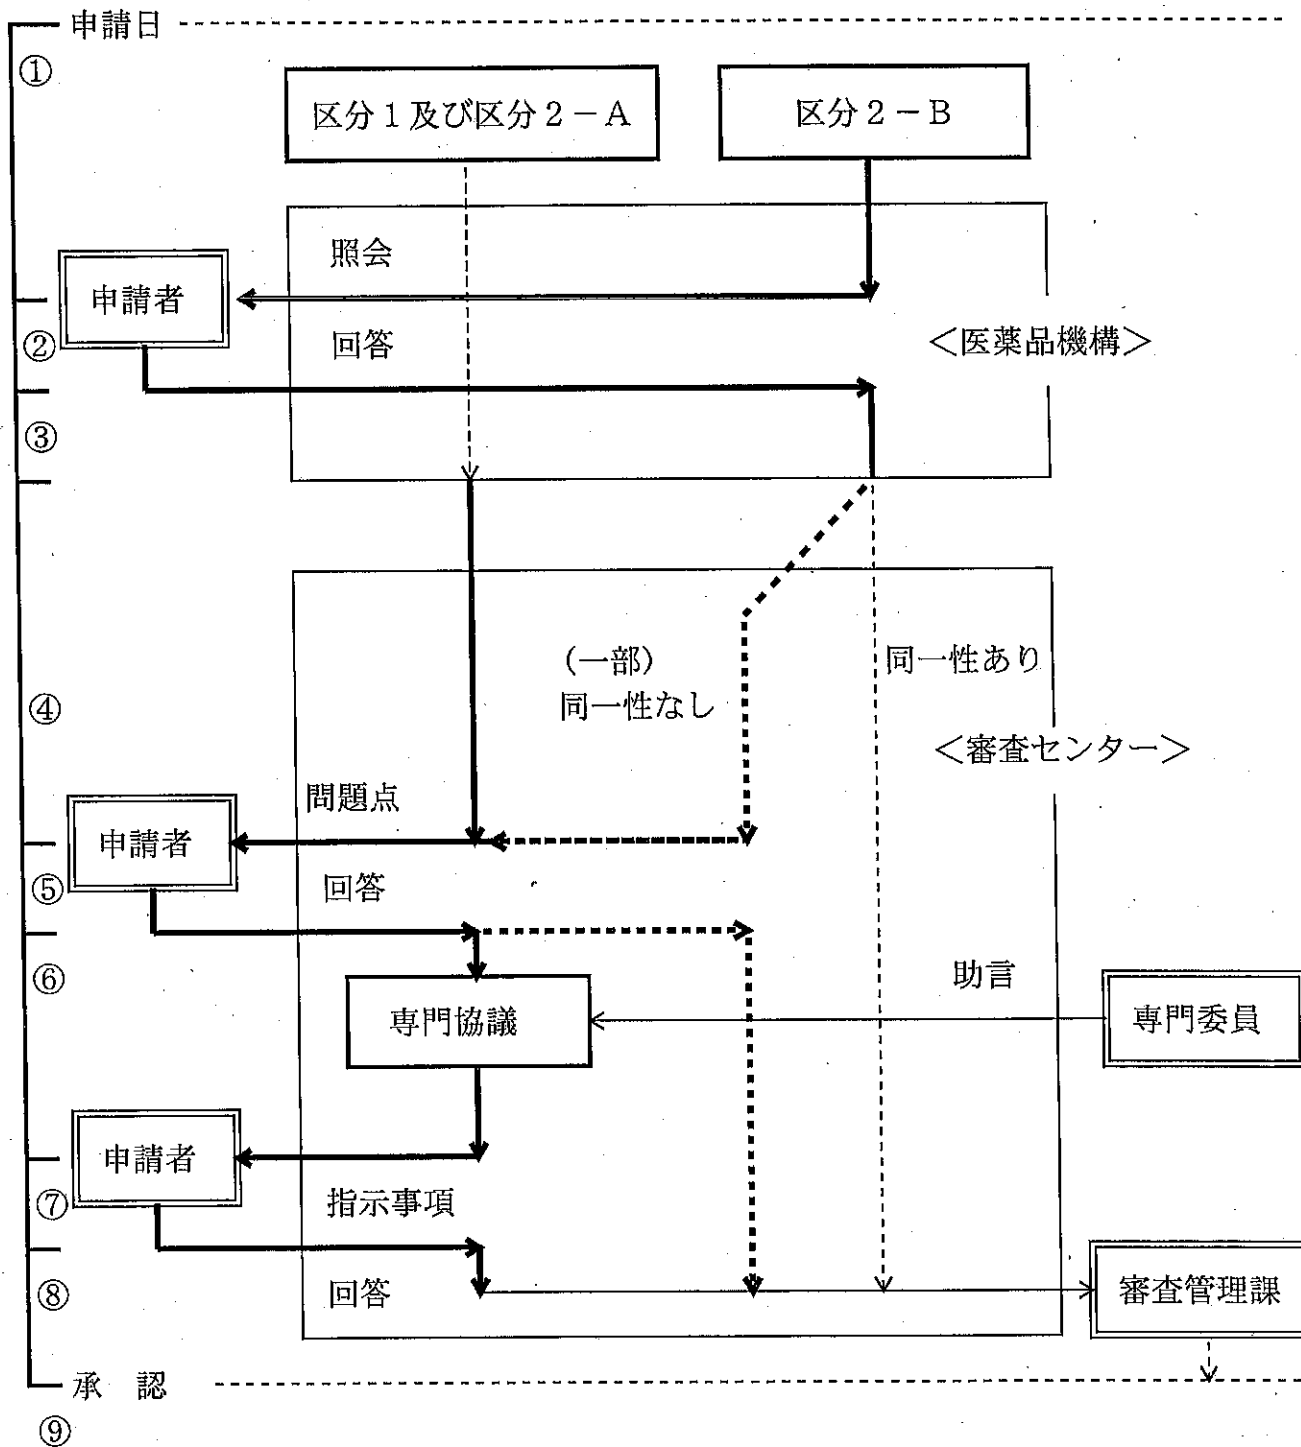 申請日
①
区分1及び区分2－A
区分2－B
照会
申請者
回答
②
＜医薬品機構＞
③
（一部）
同一性なし
同一性あり
④
＜審査センター＞
問題点
申請者
回答
⑤
⑥
助言
専門協議
専門委員
申請者
指示事項
⑦
回答
⑧
審査管理課
承　認
⑨